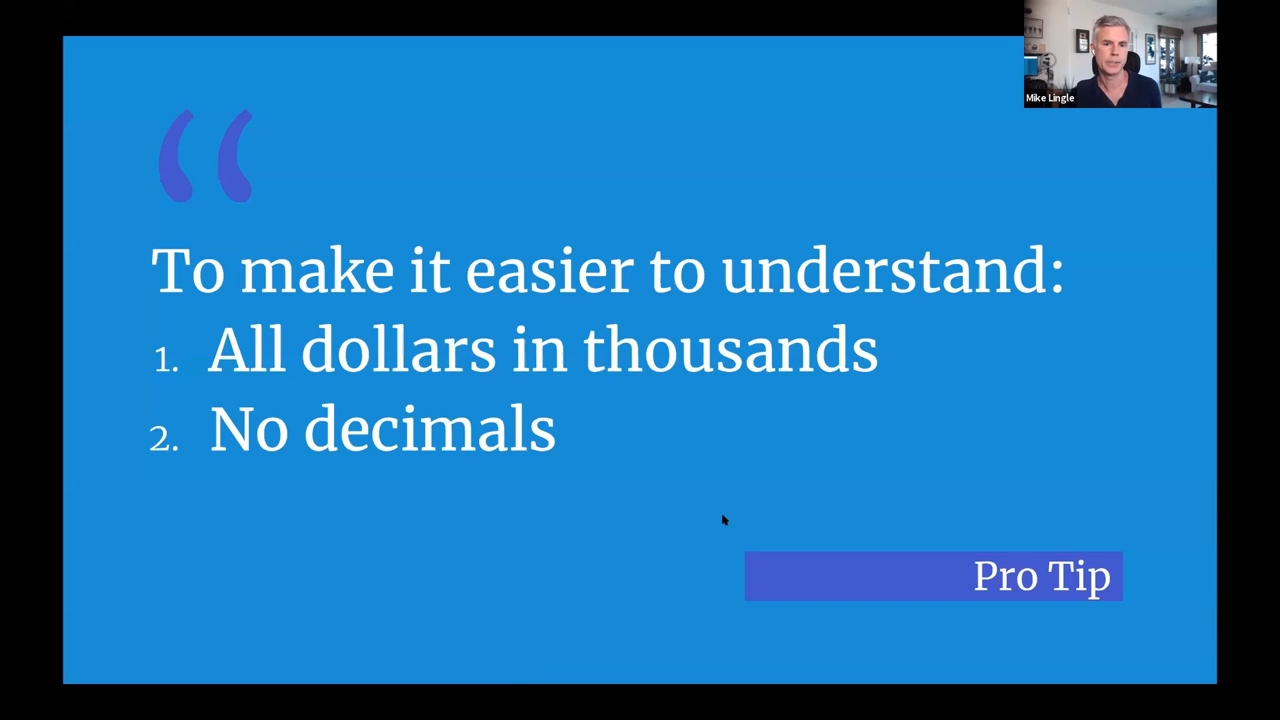 Mike Lingle
“
To make it easier to understand:
1. All dollars in thousands
2. No decimals
Pro Tip